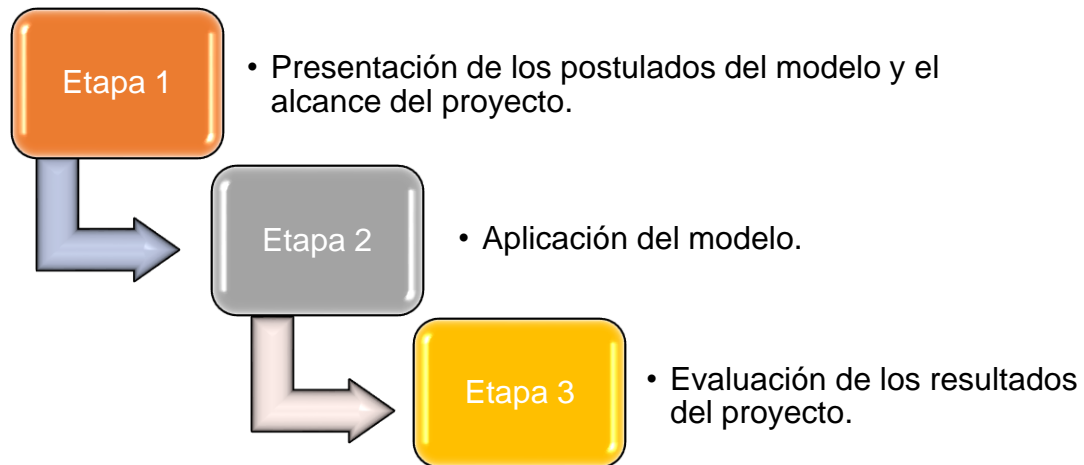 Etapa 1
• Presentación de los postulados del modelo y el
alcance del proyecto.
Etapa 2
• Aplicación del modelo.
Etapa 3
• Evaluación de los resultados
del proyecto.